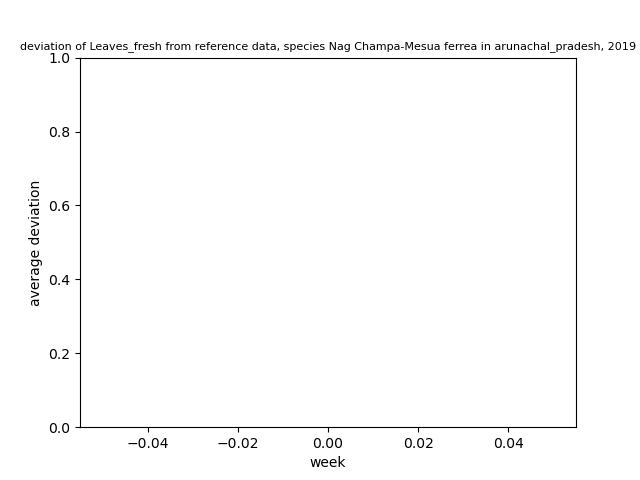 deviation of Leaves_fresh from reference data, species Nag Champa-Mesua ferrea in arunachal_pradesh, 2019
1.0
0.8
0.6
0.4
0.2
0.0
average deviation
−0.04 −0.02 0.00 0.02 0.04
week